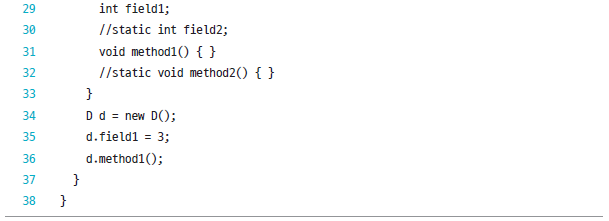 29 int field1;
30 //static int field2;
31 void method1() { }
32 //static void method2() { }
33 }
34 D d = new D();
35 d.field1 = 3;
36 d.method1();
37 }
38 }